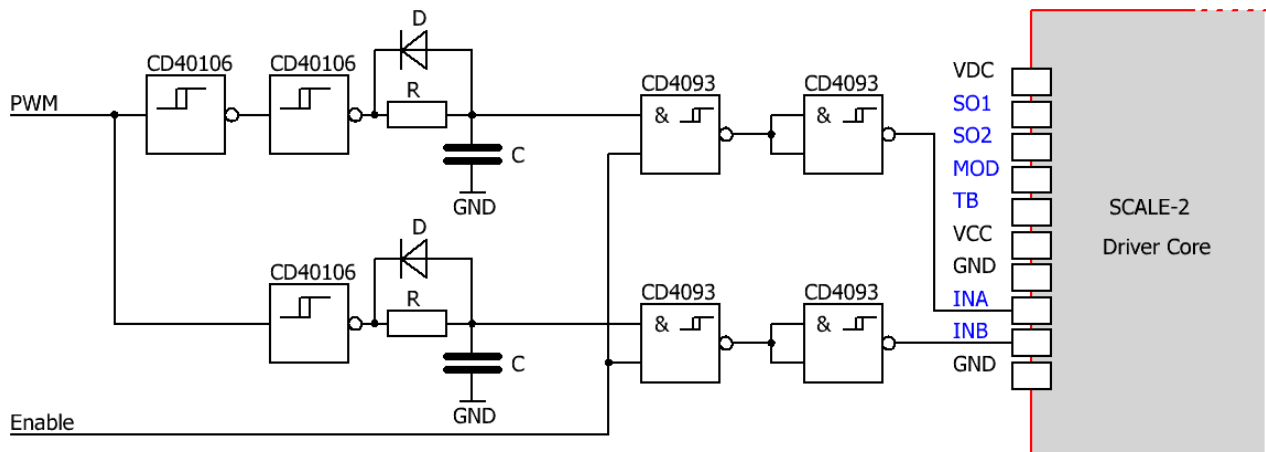 D
CD40106
CD40106
R
PWM
C
GND
CD4093
&
CD4093
&
D
CD40106
R
C
GND
CD4093
&
CD4093
&
Enable
VDC
SO1
SO2
MOD
TB
VCC
GND
INA
INB
GND
SCALE-2
Driver Core